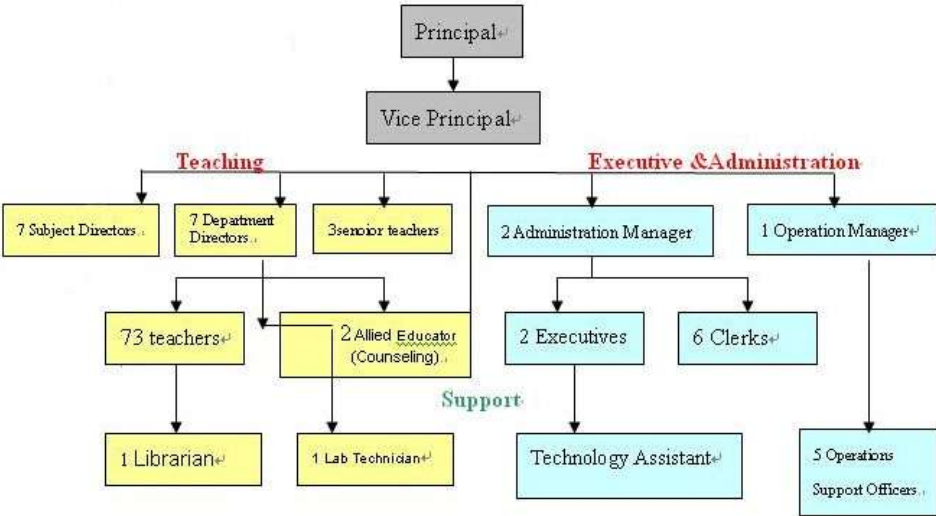 Principal↵
Vice Principal↵
Teaching
Executive &Administration
7 Subject Directors
7 Department
Directors
3senoior teachers
2 Administration Manager
1 Operation Manager↵
73 teachers↵
2 Allied Educator
(Counseling)
2 Executives
6 Clerks↵
Support
1 Librarian↵
1 Lab Technician↵
Technology Assistant↵
5 Operations
Support Officers